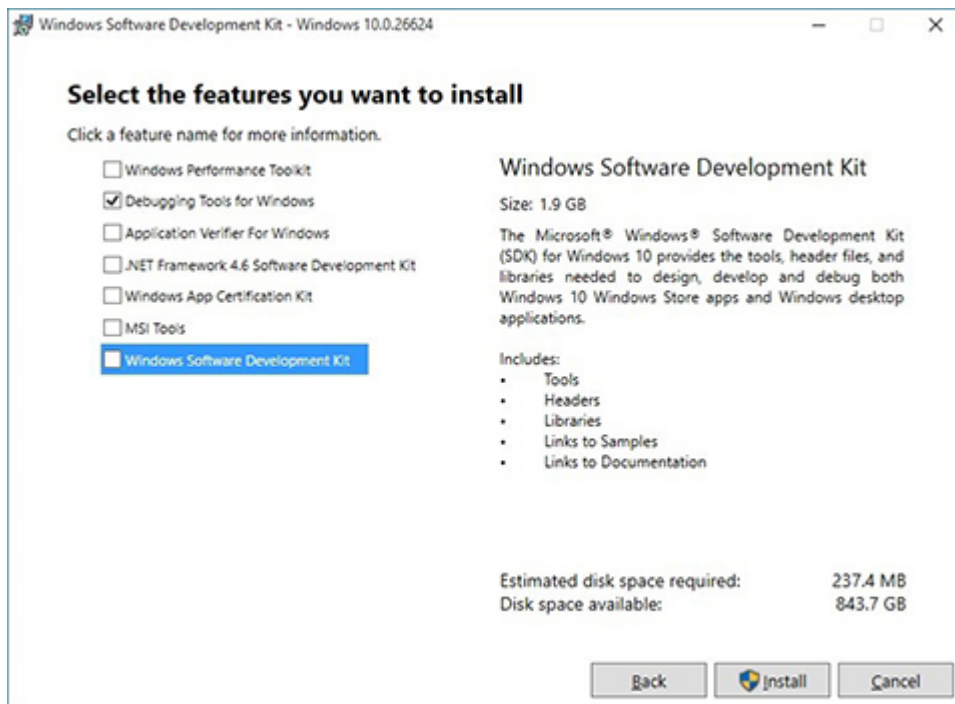 Windows Software Development Kit - Windows 10.0.26624
Select the features you want to install
Click a feature name for more information.
Windows Performance Toolkit
Debugging Tools for Windows
Application Verifier For Windows
.NET Framework 4.6 Software Development Kit
Windows App Certification Kit
MSI Tools
Windows Software Development Kit
Windows Software Development Kit
Size: 1.9 GB
The Microsoft® Windows® Software Development Kit
(SDK) for Windows 10 provides the tools, header files, and
libraries needed to design, develop and debug both
Windows 10 Windows Store apps and Windows desktop
applications.
Includes:
• Tools
• Headers
• Libraries
• Links to Samples
• Links to Documentation
Estimated disk space required: 237.4 MB
Disk space available: 843.7 GB
Back Install Cancel